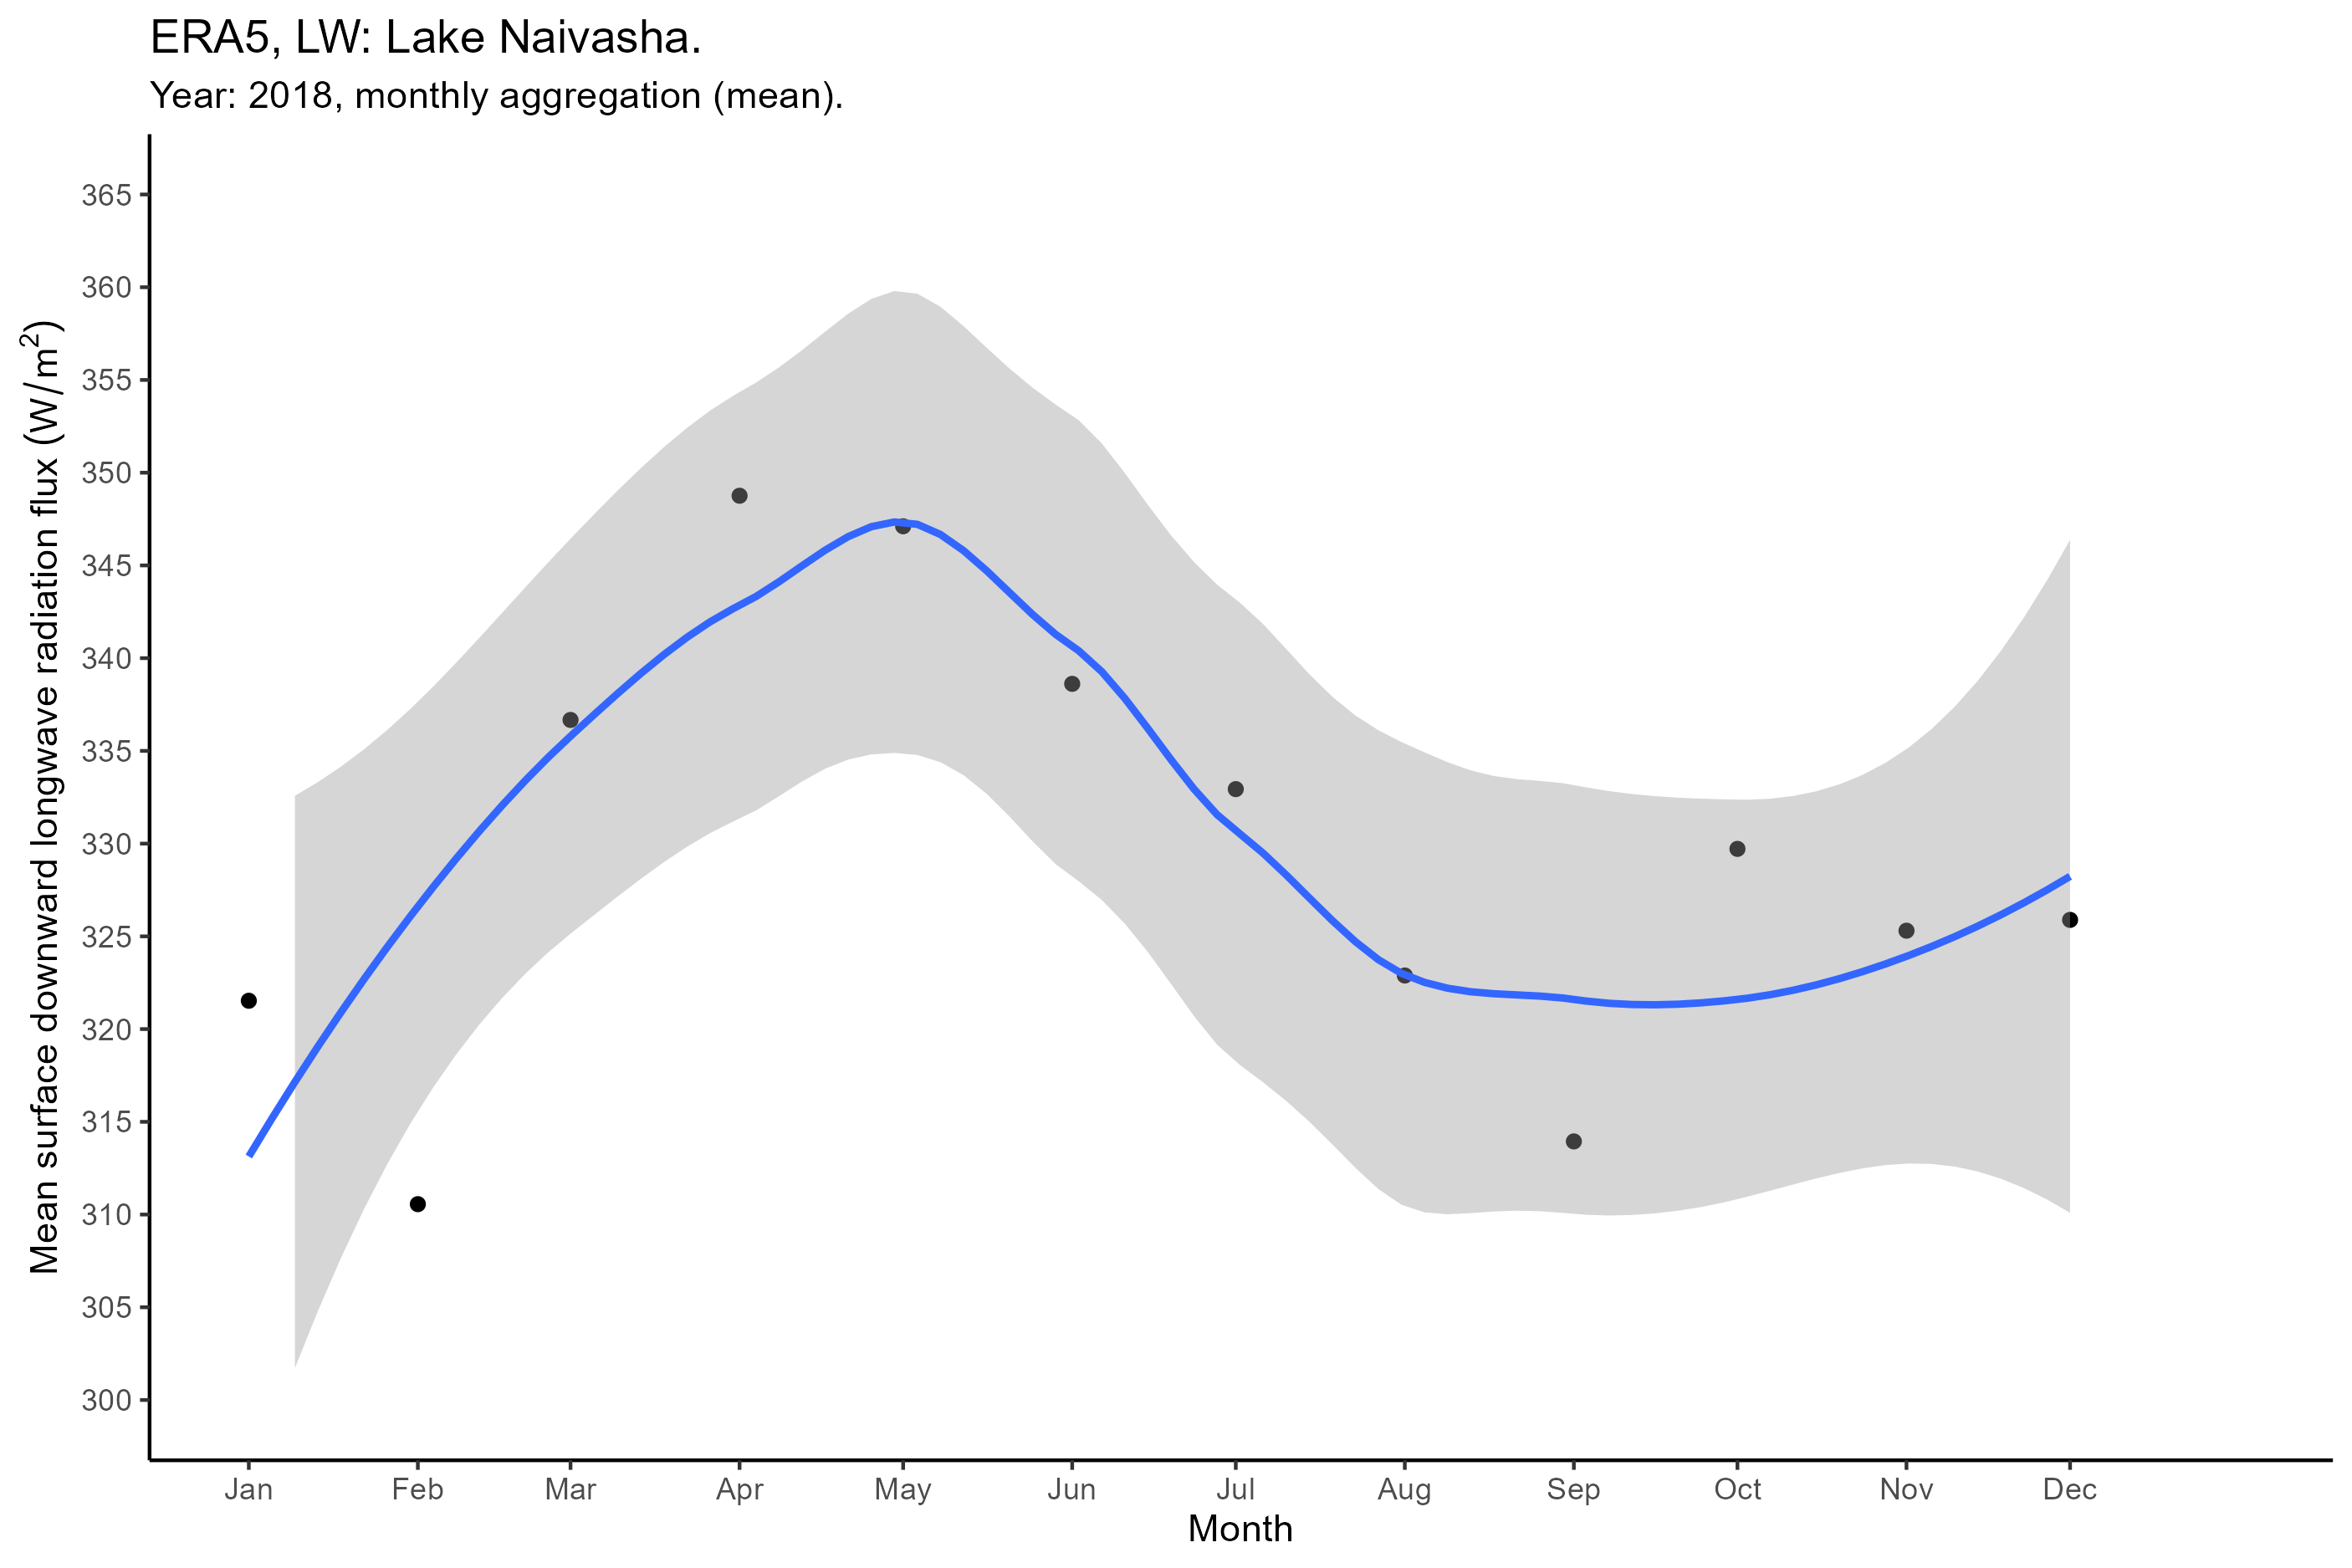 ERA5, LW: Lake Naivasha.
Year: 2018, monthly aggregation (mean).
Mean surface downward longwave radiation flux (W/m²)
365
360
355
350
345
340
335
330
325
320
315
310
305
300
Jan Feb Mar Apr May Jun Jul Aug Sep Oct Nov Dec
Month